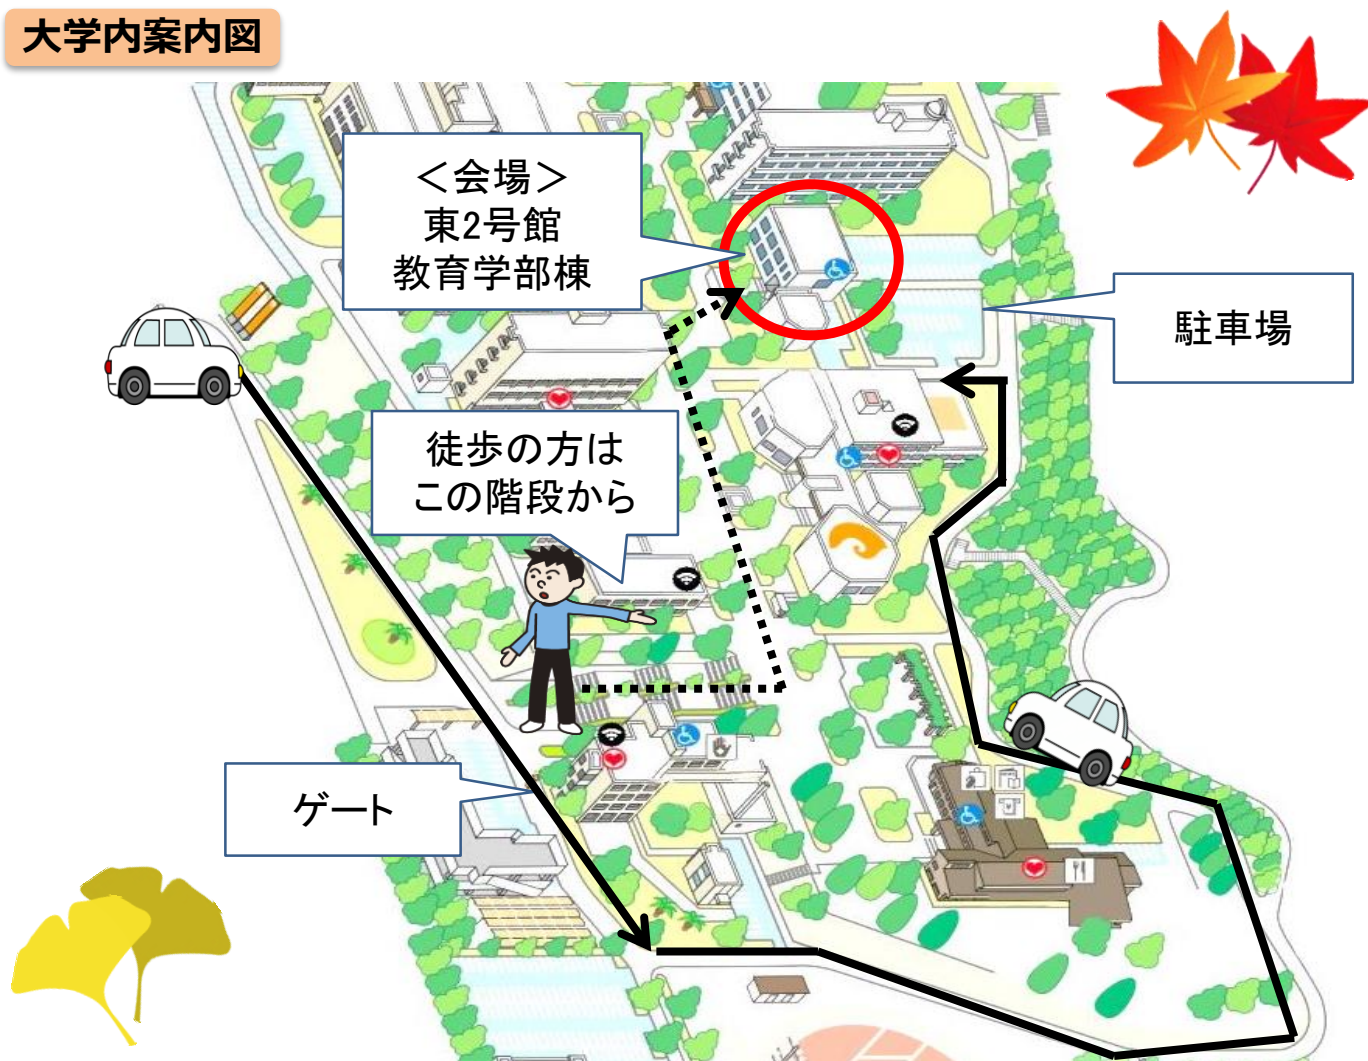 大学内案内図
＜会場＞
東2号館
教育学部棟
駐車場
徒歩の方は
この階段から
ゲート